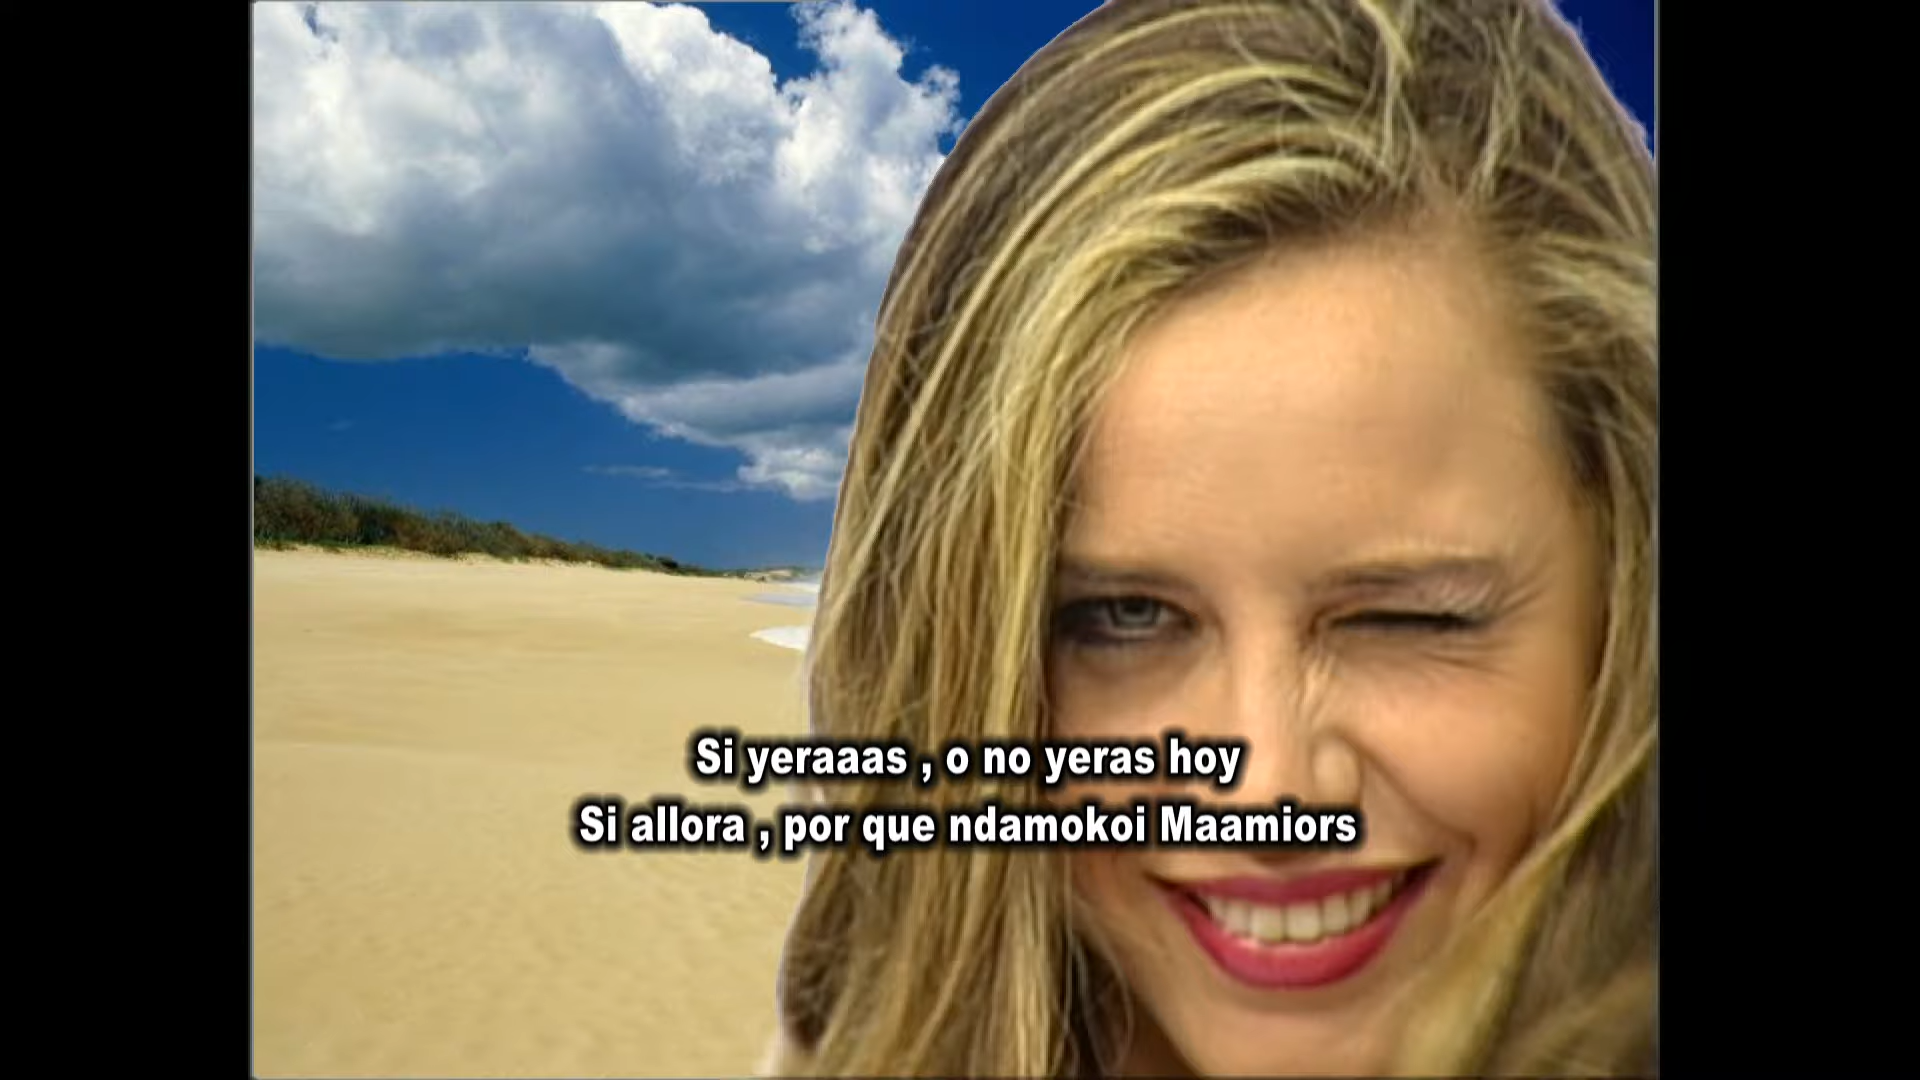 Si yeraaas , o no yeras hoy
Si allora , por que ndamokoi Maamiors